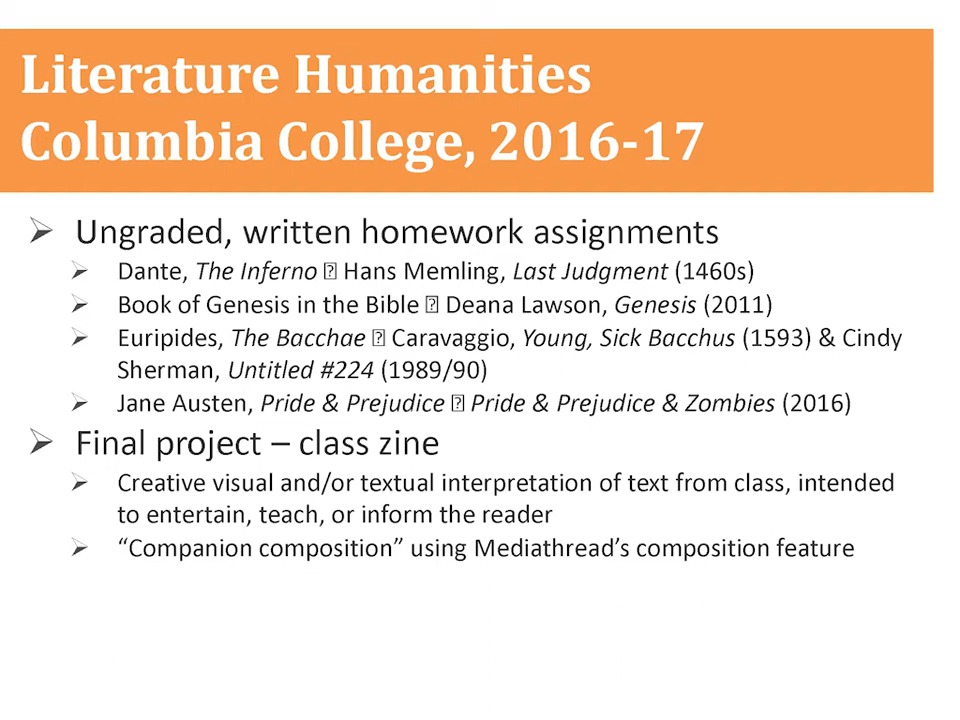 Literature Humanities
Columbia College, 2016-17
Ungraded, written homework assignments
Dante, The Inferno ⍰ Hans Memling, Last Judgment (1460s)
Book of Genesis in the Bible ⍰ Deana Lawson, Genesis (2011)
Euripides, The Bacchae ⍰ Caravaggio, Young, Sick Bacchus (1593) & Cindy
Sherman, Untitled #224 (1989/90)
Jane Austen, Pride & Prejudice ⍰ Pride & Prejudice & Zombies (2016)
Final project – class zine
Creative visual and/or textual interpretation of text from class, intended
to entertain, teach, or inform the reader
“Companion composition” using Mediathread’s composition feature